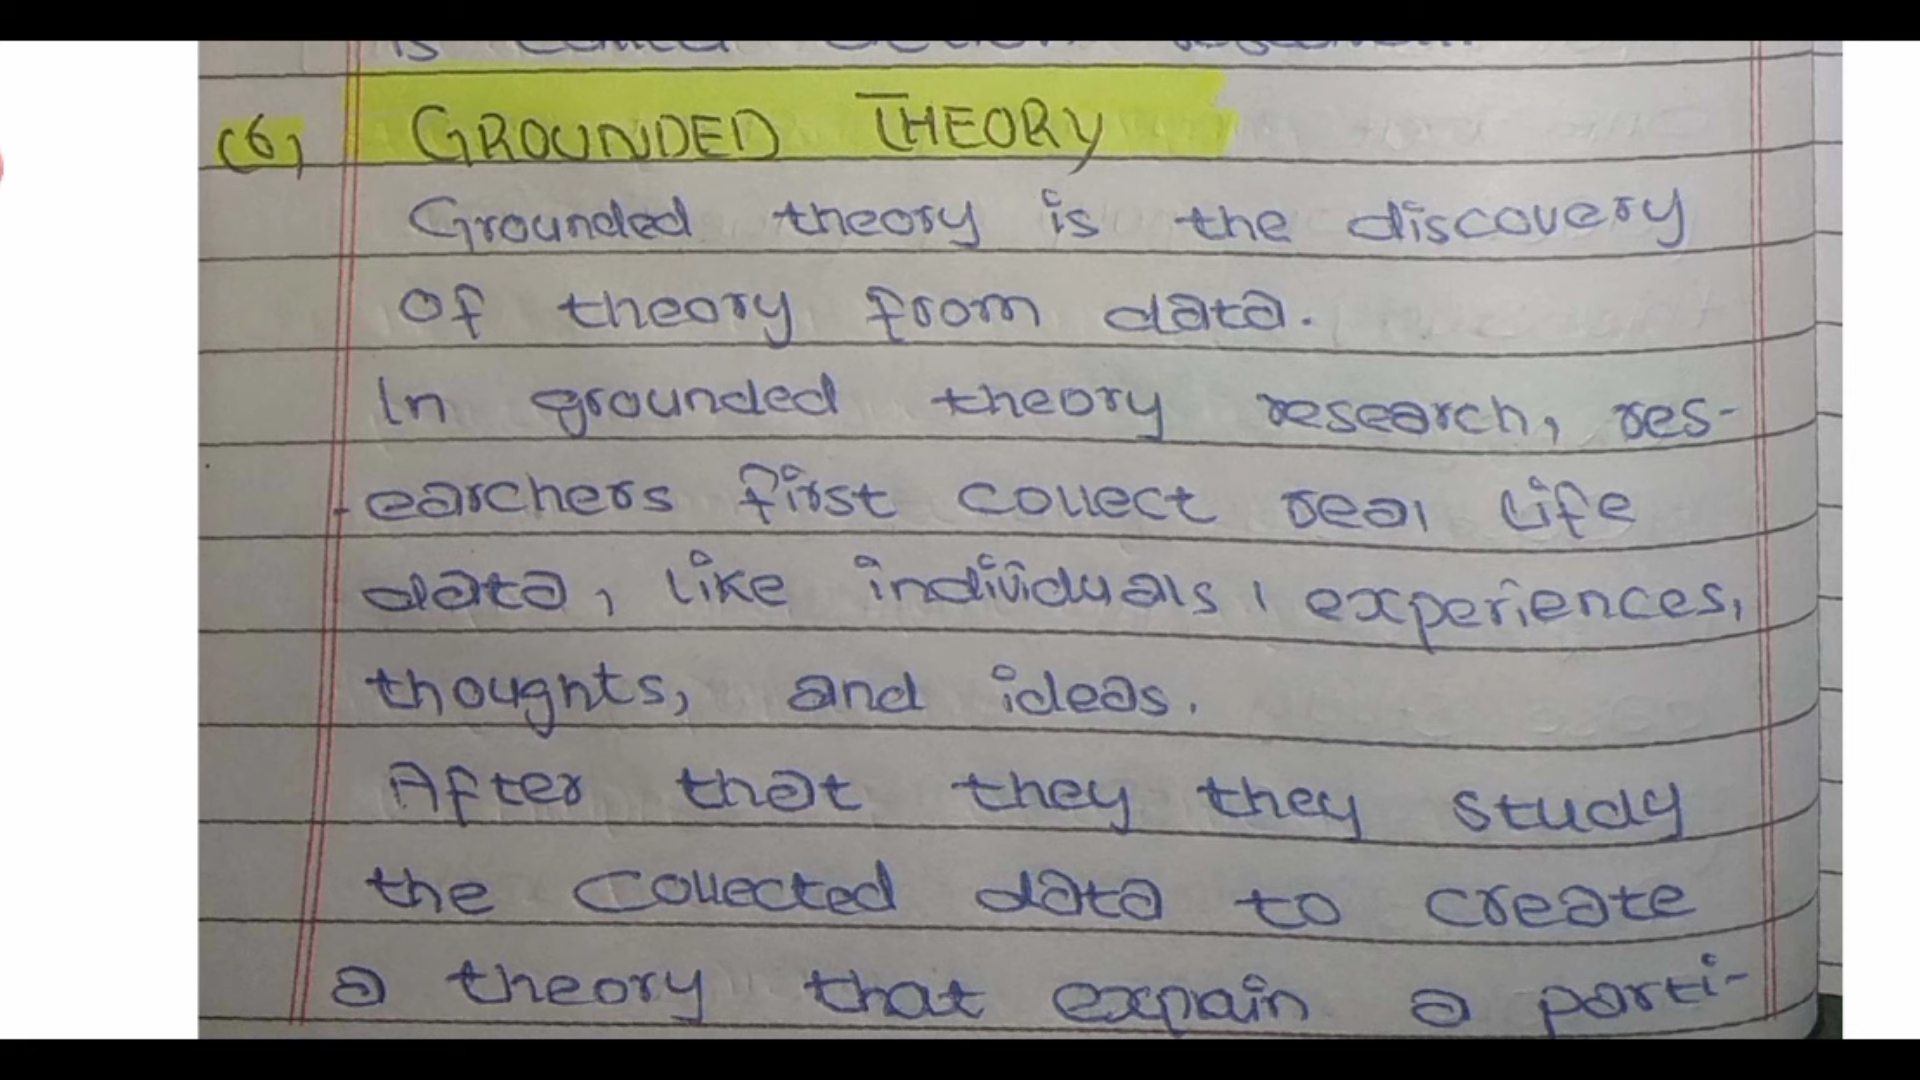 (6) GROUNDED THEORY
Grounded theory is the discovery
of theory from data.
In grounded theory research, res-
earchers first collect real life
data, like individuals, experiences,
thoughts, and ideas.
After that they they study
the collected data to create
a theory that expain a parti-